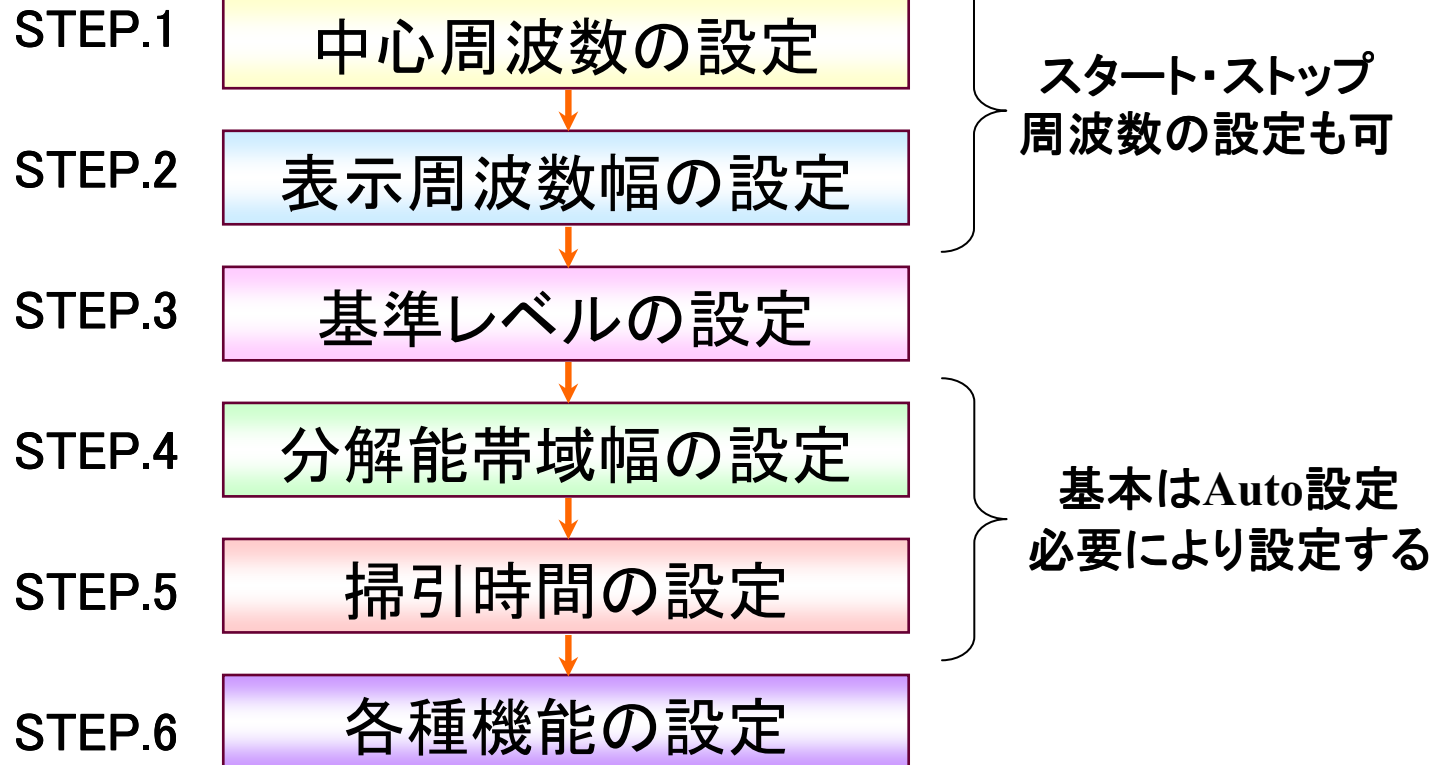 STEP.1
中心周波数の設定
スタート・ストップ
周波数の設定も可
STEP.2
表示周波数幅の設定
STEP.3
基準レベルの設定
STEP.4
分解能帯域幅の設定
基本はAuto設定
必要により設定する
STEP.5
掃引時間の設定
STEP.6
各種機能の設定